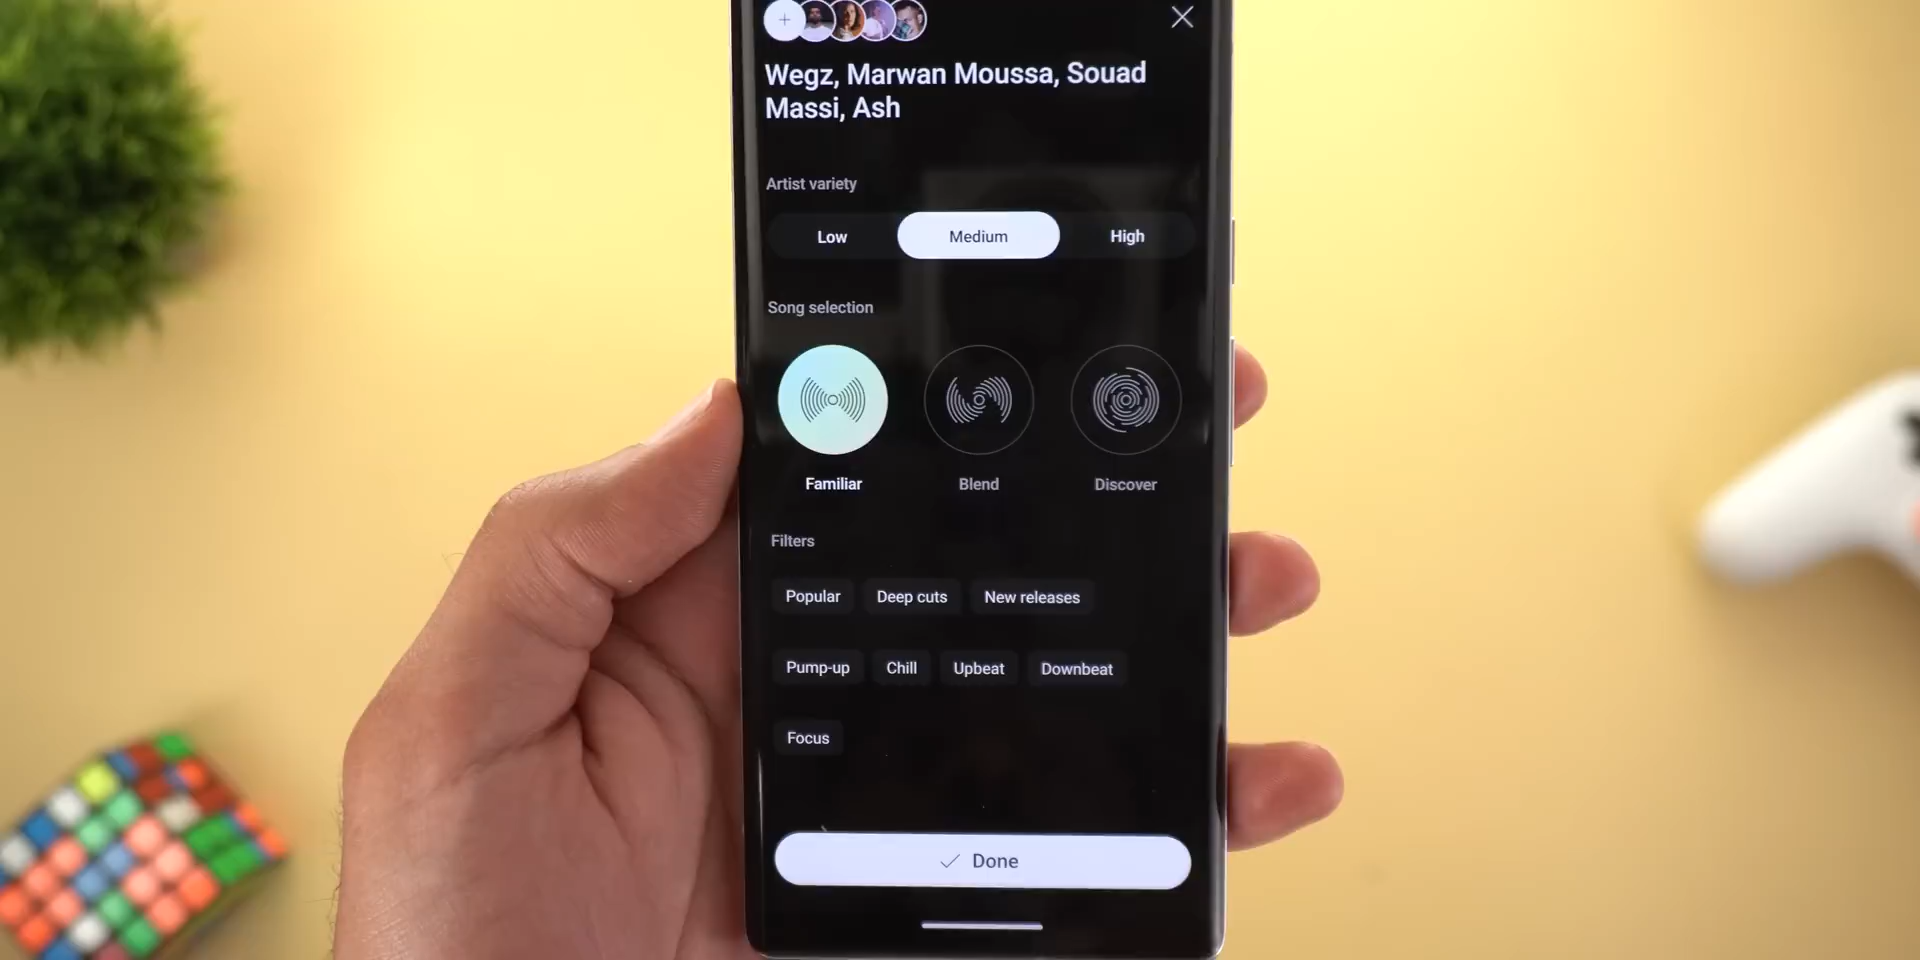 Wegz, Marwan Moussa, Souad
Massi, Ash
Artist variety
Low Medium High
Song selection
Familiar Blend Discover
Filters
Popular Deep cuts New releases
Pump-up Chill Upbeat Downbeat
Focus
Done